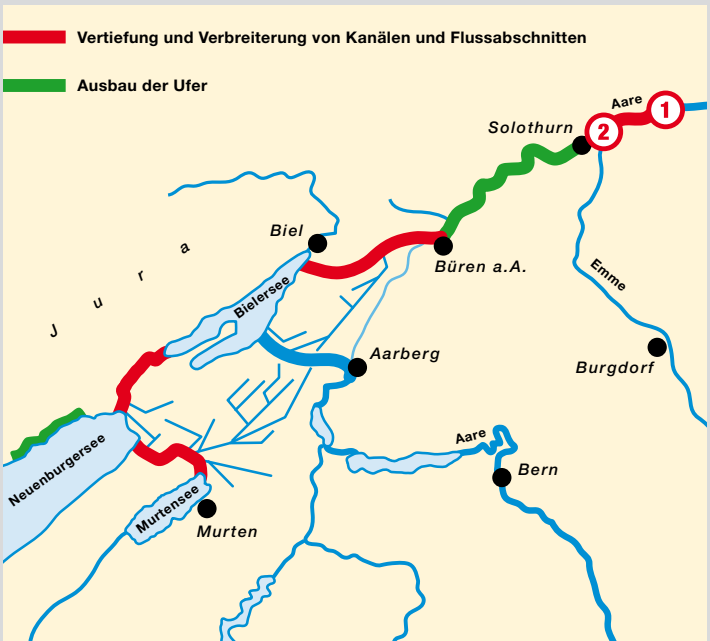 Vertiefung und Verbreiterung von Kanälen und Flussabschnitten
Ausbau der Ufer
Aare
1
Solothurn
2
Biel
Jura
Büren a.A.
Emme
Bielersee
Aarberg
Burgdorf
Neuenburgersee
Aare
Bern
Murtensee
Murten